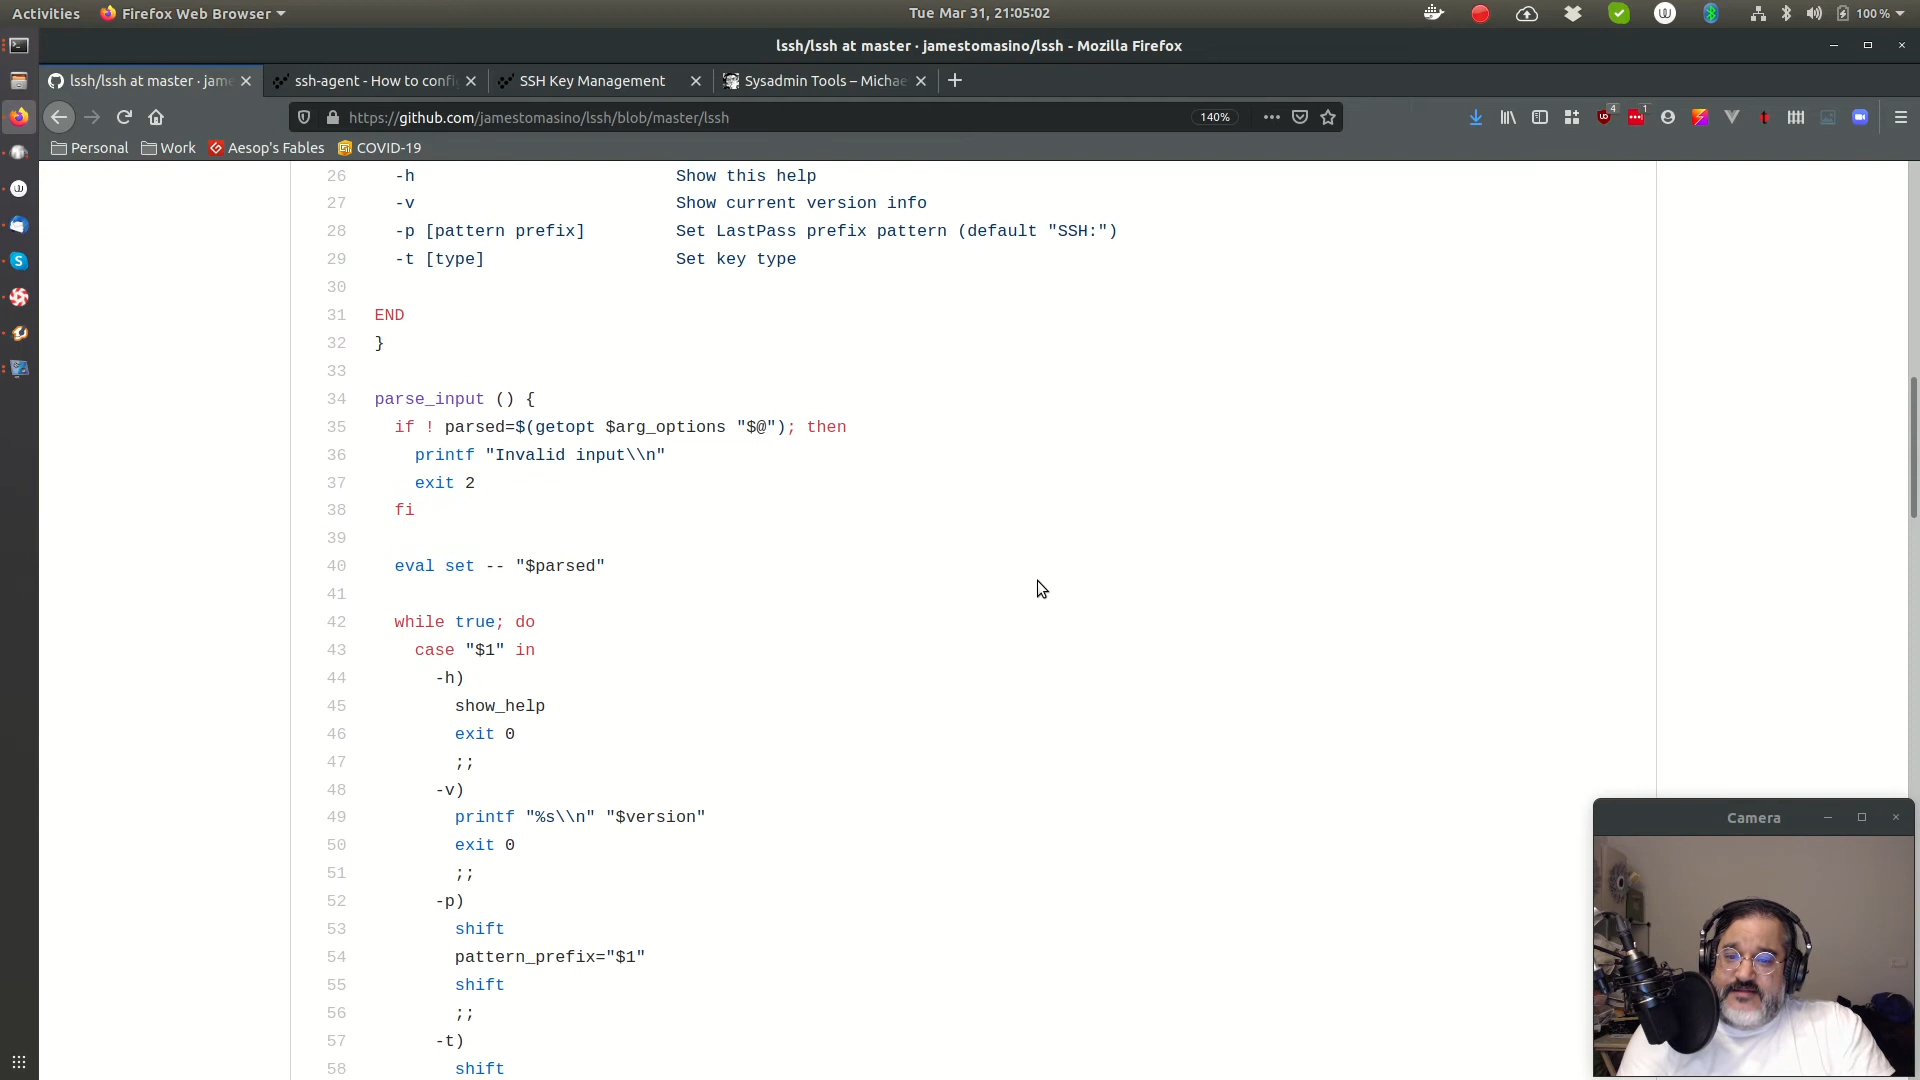 Activities Firefox Web Browser Tue Mar 31, 21:05:02 100 %
lssh/lssh at master · jamestomasino/lssh - Mozilla Firefox
lssh/lssh at master · jame ssh-agent - How to confi SSH Key Management Sysadmin Tools – Michae
https://github.com/jamestomasino/lssh/blob/master/lssh 140% 4 1
Personal Work Aesop's Fables COVID-19
26 -h Show this help
27 -v Show current version info
28 -p [pattern prefix] Set LastPass prefix pattern (default "SSH:")
29 -t [type] Set key type
30
31 END
32 }
33
34 parse_input () {
35 if ! parsed=$(getopt $arg_options "$@"); then
36 printf "Invalid input\\n"
37 exit 2
38 fi
39
40 eval set -- "$parsed"
41
42 while true; do
43 case "$1" in
44 -h)
45 show_help
46 exit 0
47 ;;
48 -v)
49 printf "%s\\n" "$version"
50 exit 0
51 ;;
52 -p)
53 shift
54 pattern_prefix="$1"
55 shift
56 ;;
57 -t)
58 shift
Camera